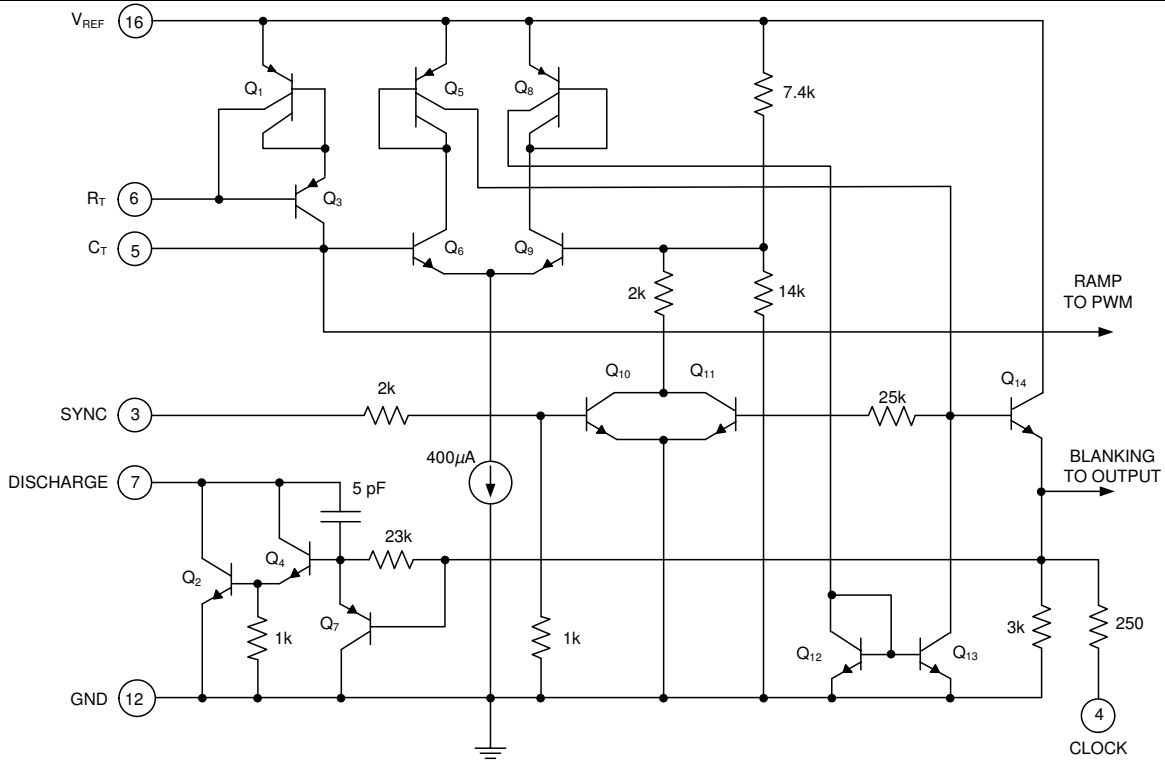 VREF 16
Q1
Q5
Q8
7.4k
RT 6
Q3
CT 5
Q6
Q9
2k
14k
RAMP
TO PWM
Q10
Q11
Q14
2k
25k
SYNC 3
400µA
BLANKING
TO OUTPUT
DISCHARGE 7
5 pF
23k
Q4
Q2
Q7
1k
1k
Q12
Q13
3k
250
GND 12
4
CLOCK